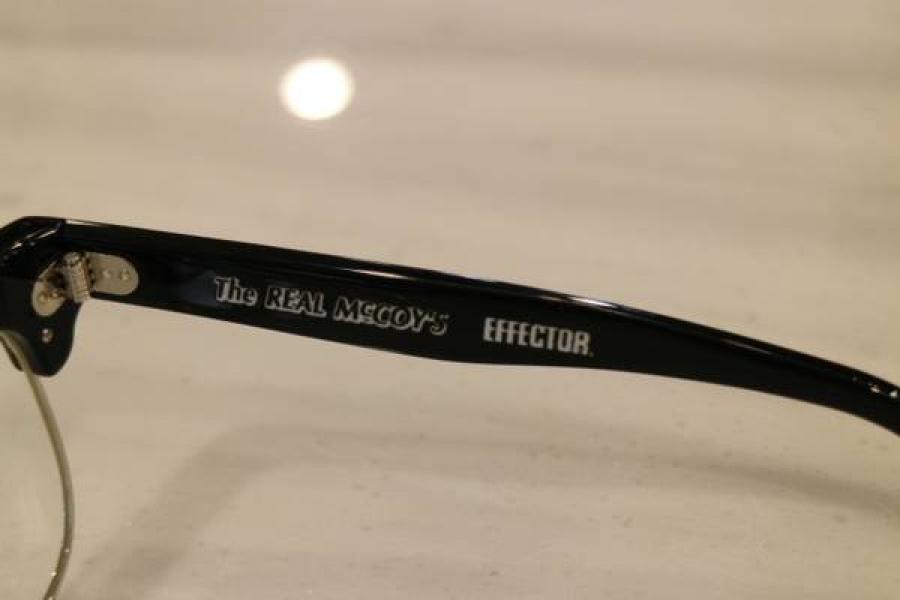 The REAL McCOY'S EFFECTOR.